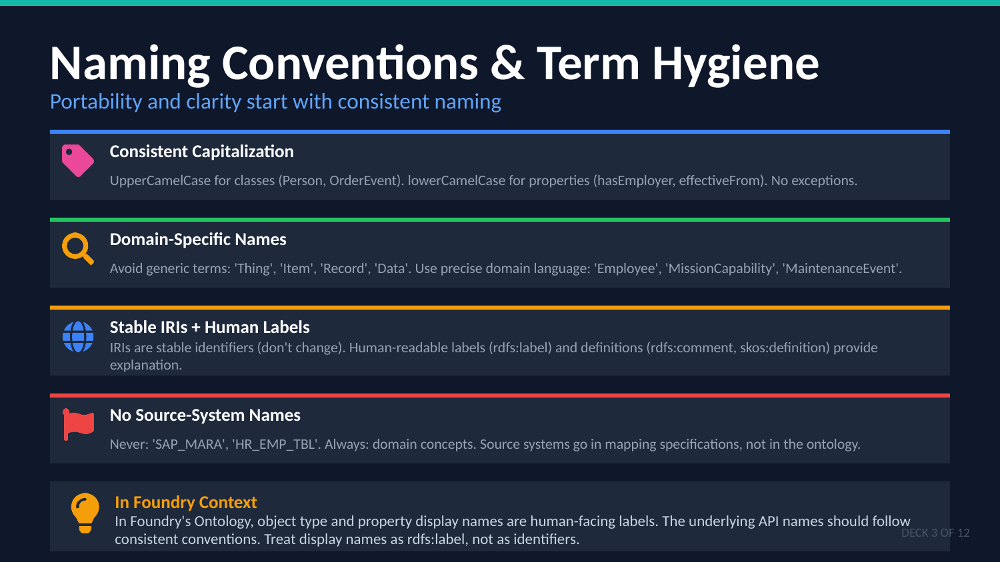 Naming Conventions & Term Hygiene
Portability and clarity start with consistent naming
Consistent Capitalization
UpperCamelCase for classes (Person, OrderEvent). lowerCamelCase for properties (hasEmployer, effectiveFrom). No exceptions.
Domain-Specific Names
Avoid generic terms: 'Thing', 'Item', 'Record', 'Data'. Use precise domain language: 'Employee', 'MissionCapability', 'MaintenanceEvent'.
Stable IRIs + Human Labels
IRIs are stable identifiers (don't change). Human-readable labels (rdfs:label) and definitions (rdfs:comment, skos:definition) provide
explanation.
No Source-System Names
Never: 'SAP_MARA', 'HR_EMP_TBL'. Always: domain concepts. Source systems go in mapping specifications, not in the ontology.
In Foundry Context
In Foundry's Ontology, object type and property display names are human-facing labels. The underlying API names should follow
consistent conventions. Treat display names as rdfs:label, not as identifiers.
DECK 3 OF 12